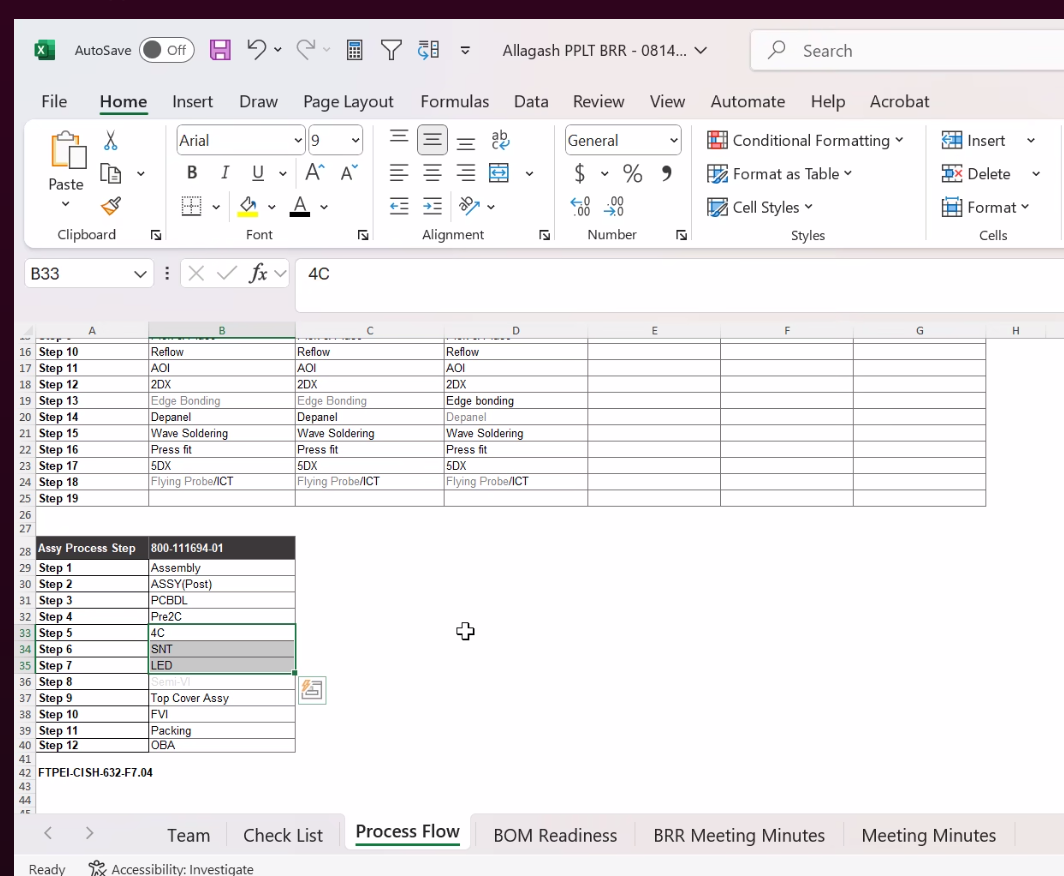 AutoSave Off Allagash PPLT BRR - 0814... Search
File Home Insert Draw Page Layout Formulas Data Review View Automate Help Acrobat
Arial 9 General Conditional Formatting Insert
Paste B I U A A $ % 9 Format as Table Delete
A Cell Styles Format
Clipboard Font Alignment Number Styles Cells
B33 fx 4C
A B C D E F G H
16 Step 10 Reflow Reflow Reflow
17 Step 11 AOI AOI AOI
18 Step 12 2DX 2DX 2DX
19 Step 13 Edge Bonding Edge Bonding Edge bonding
20 Step 14 Depanel Depanel Depanel
21 Step 15 Wave Soldering Wave Soldering Wave Soldering
22 Step 16 Press fit Press fit Press fit
23 Step 17 5DX 5DX 5DX
24 Step 18 Flying Probe/ICT Flying Probe/ICT Flying Probe/ICT
25 Step 19
26
27
28 Assy Process Step 800-111694-01
29 Step 1 Assembly
30 Step 2 ASSY(Post)
31 Step 3 PCBDL
32 Step 4 Pre2C
33 Step 5 4C
34 Step 6 SNT
35 Step 7 LED
36 Step 8 Semi-VI
37 Step 9 Top Cover Assy
38 Step 10 FVI
39 Step 11 Packing
40 Step 12 OBA
41
42 FTPEI-CISH-632-F7.04
43
44
Team Check List Process Flow BOM Readiness BRR Meeting Minutes Meeting Minutes
Ready Accessibility: Investigate